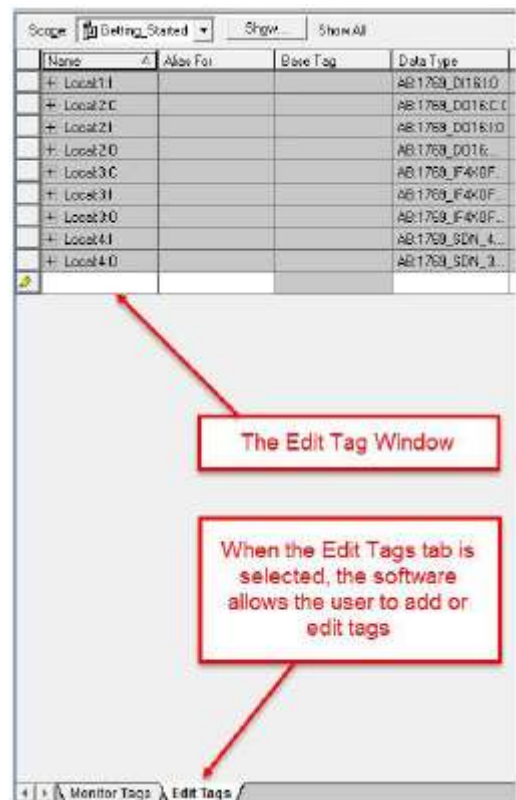 Scope: Getting_Started Show... Show All
Name Alias For Base Tag Data Type
+ Local:1:I AB:1769_DI16:I:0
+ Local:2:C AB:1769_DO16:C:0
+ Local:2:I AB:1769_DO16:I:0
+ Local:2:O AB:1769_DO16:...
+ Local:3:C AB:1769_IF4XOF...
+ Local:3:I AB:1769_IF4XOF...
+ Local:3:O AB:1769_IF4XOF...
+ Local:4:I AB:1769_SDN_4...
+ Local:4:O AB:1769_SDN_3...
The Edit Tag Window
When the Edit Tags tab is
selected, the software
allows the user to add or
edit tags
Monitor Tags Edit Tags